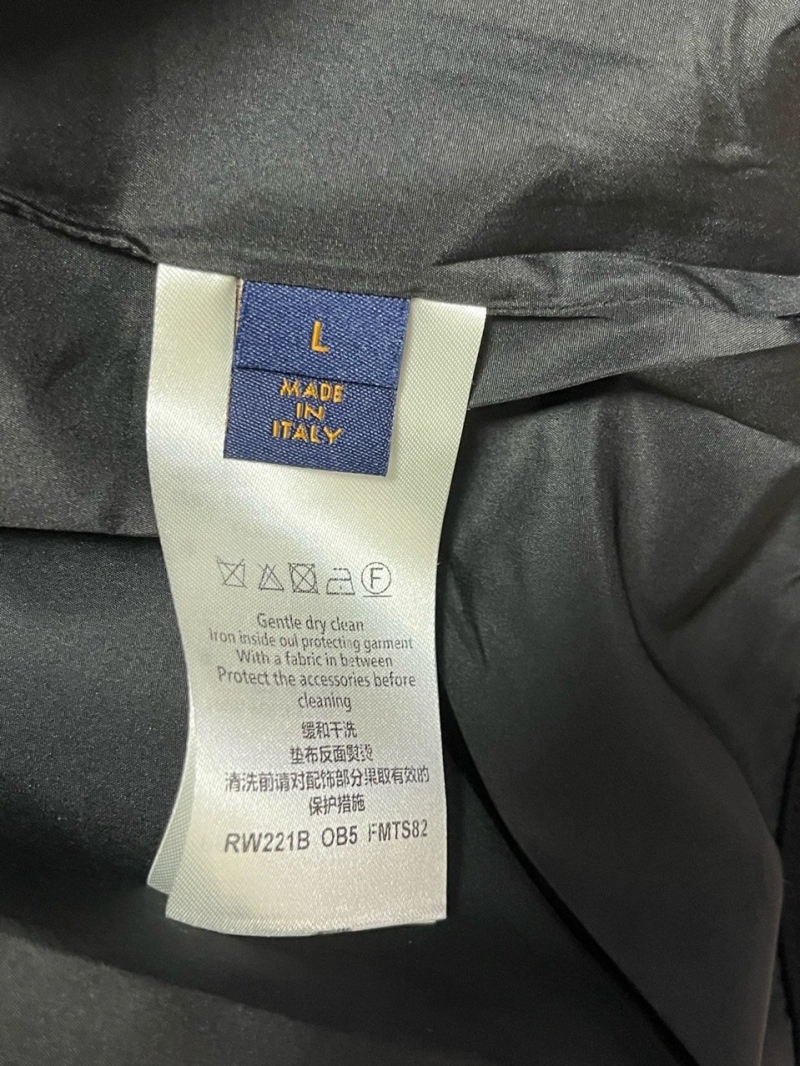 L
MADE
IN
ITALY
F
Gentle dry clean
Iron inside oul protecting garment
With a fabric in between
Protect the accessories before
cleaning
缓和干洗
垫布反面熨烫
清洗前请对配饰部分采取有效的
保护措施
RW221B OB5 FMTS82